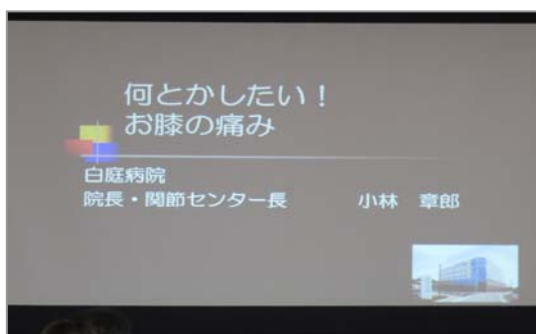 何とかしたい！
お膝の痛み
白庭病院
院長・関節センター長　小林　章郎